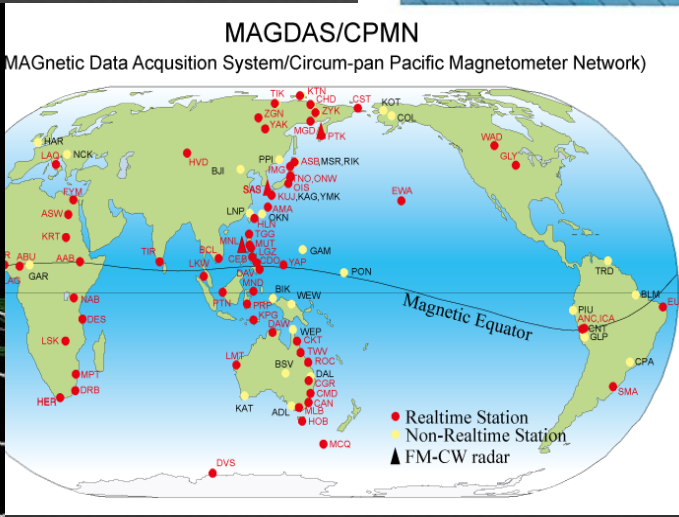 MAGDAS/CPMN
MAGnetic Data Acqusition System/Circum-pan Pacific Magnetometer Network)
TIK
KTN
CHD
CST
KOT
ZGN
ZYK
COL
YAK
MGD
PTK
HAR
WAD
LAQ
NCK
HVD
PPI
ASB,MSR,RIK
GLY
BJI
IMG
TNO,ONW
OIS
FYM
SAS
KUJ,KAG,YMK
EWA
ASW
AMA
LNP
OKN
HLN
KRT
TGG
MNL
MUT
GAM
TIR
BCL
LGZ
ABU
AAB
CEB
CDO
YAP
TRD
GAR
LKW
DAV
PON
LAG
MND
BIK
BLM
NAB
PTN
PRP
WEW
EU
Magnetic Equator
PIU
DES
KPG
DAW
WEP
ANC,ICA
CNT
LSK
CKT
GLP
TWV
LMT
BSV
ROC
CPA
MPT
DAL
DRB
CGR
SMA
HER
KAT
CMD
CAN
ADL
MLB
HOB
Realtime Station
Non-Realtime Station
MCQ
FM-CW radar
DVS